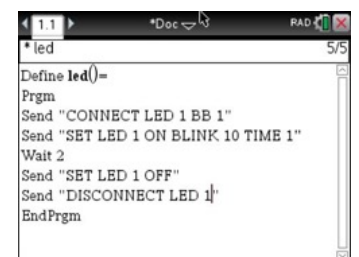 1.1 *Doc RAD
* led 5/5
Define led()=
Prgm
Send "CONNECT LED 1 BB 1"
Send "SET LED 1 ON BLINK 10 TIME 1"
Wait 2
Send "SET LED 1 OFF"
Send "DISCONNECT LED 1"
EndPrgm